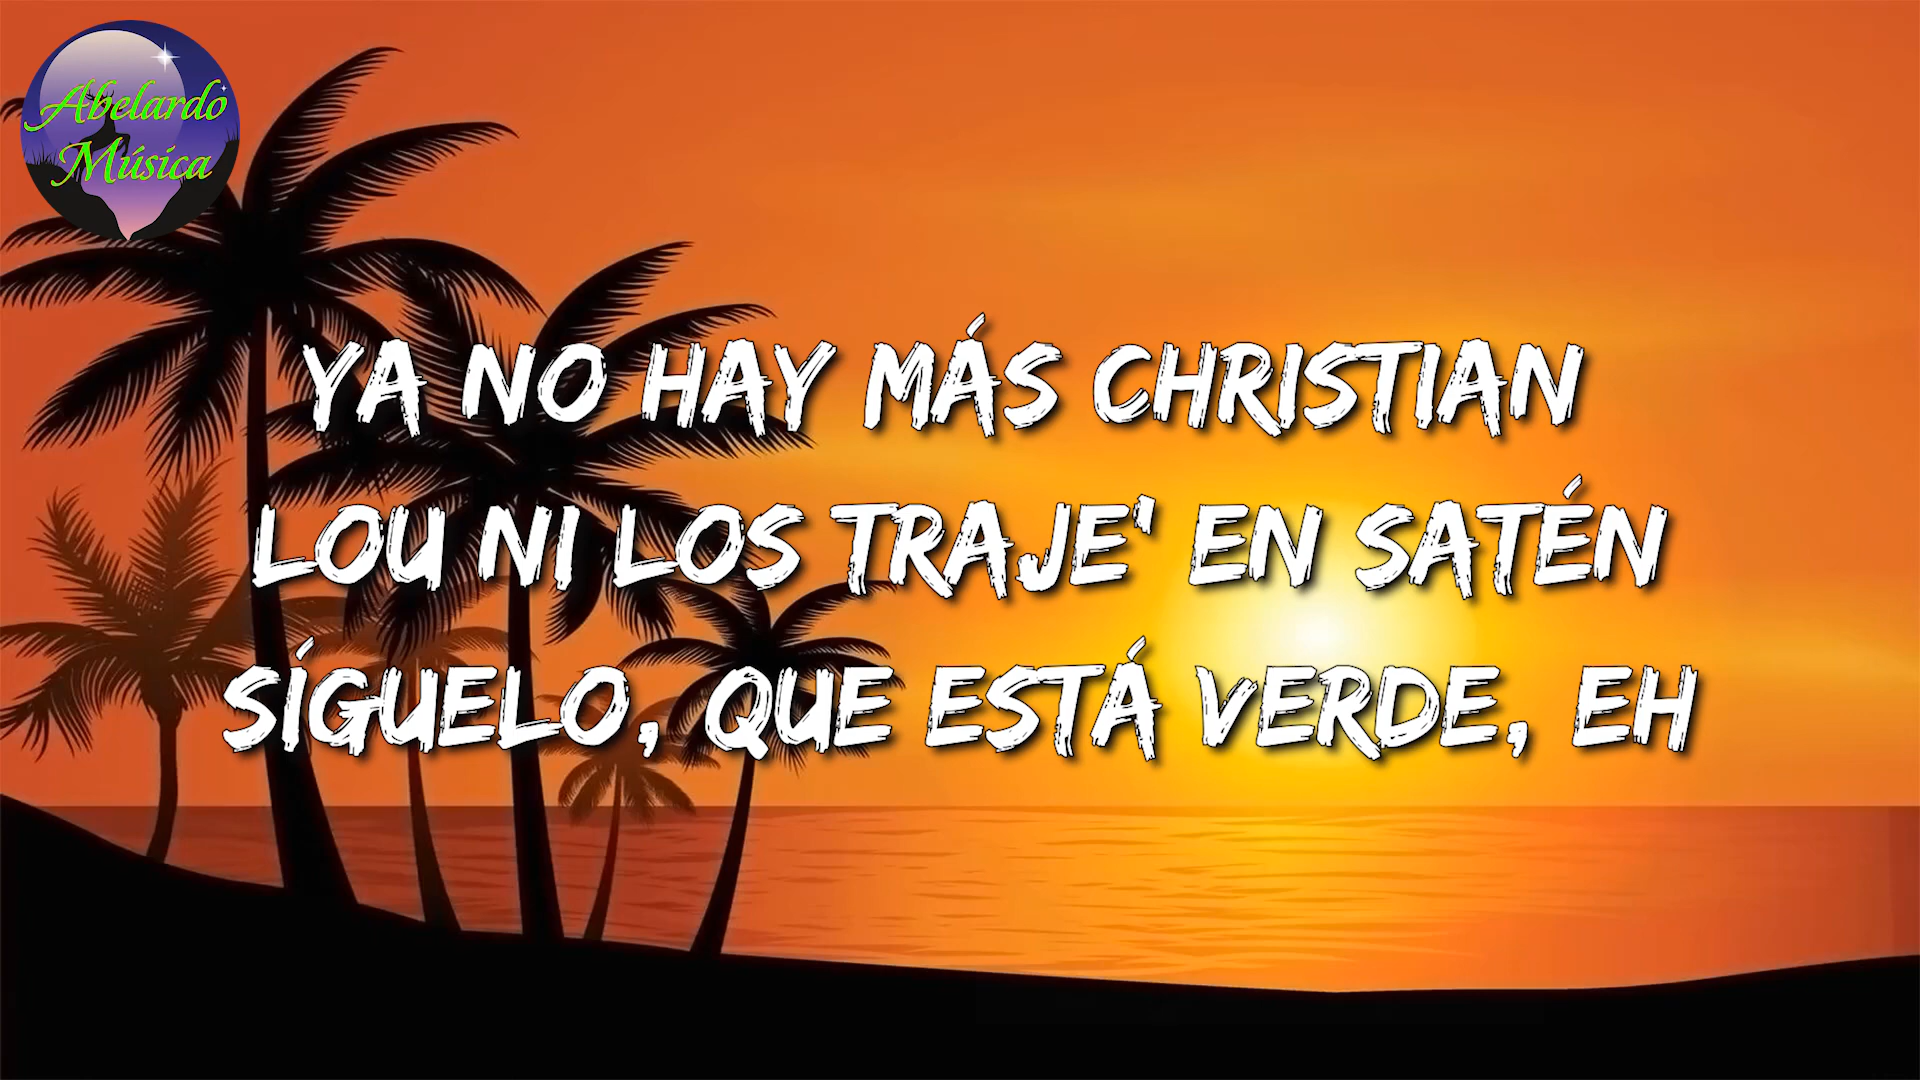 Abelardo
Música
YA NO HAY MÁS CHRISTIAN
LOU NI LOS TRAJE' EN SATÉN
SÍGUELO, QUE ESTÁ VERDE, EH